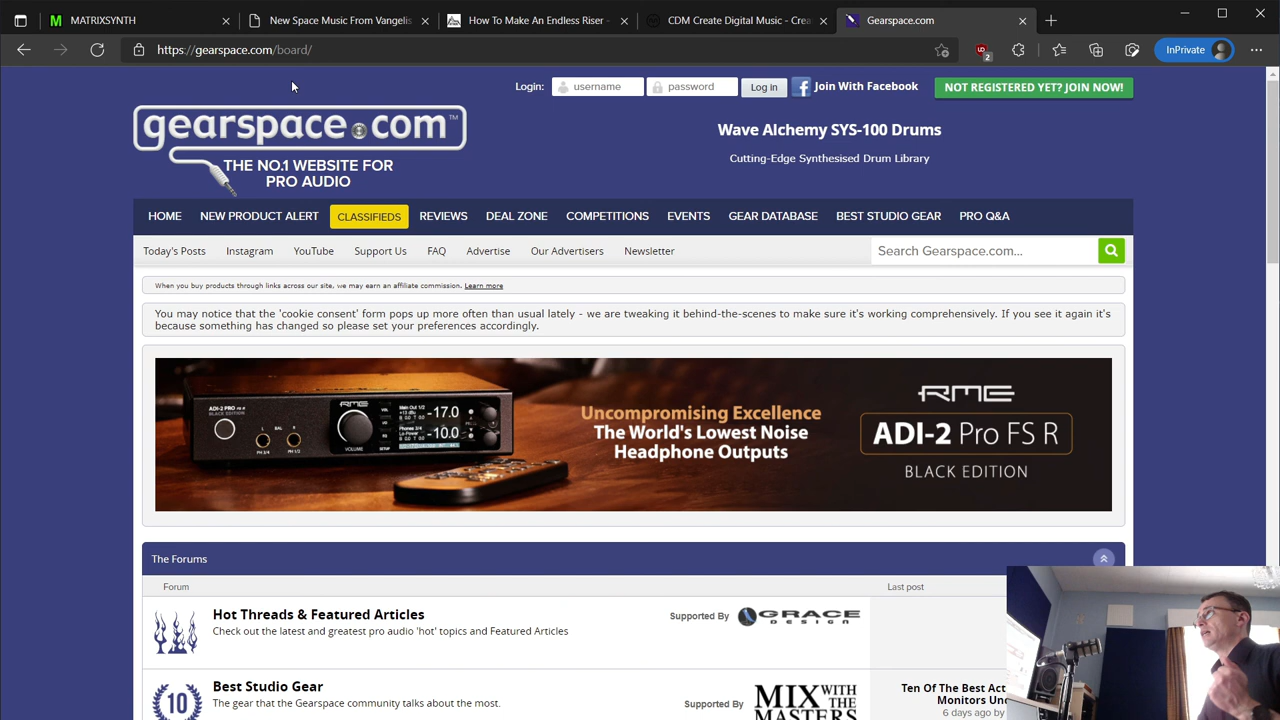 MATRIXSYNTH
New Space Music From Vangelis
How To Make An Endless Riser -
CDM Create Digital Music - Crea
Gearspace.com
https://gearspace.com/board/
2
InPrivate
Login:
username
password
Log in
Join With Facebook
NOT REGISTERED YET? JOIN NOW!
gearspace.com™
THE NO.1 WEBSITE FOR
PRO AUDIO
Wave Alchemy SYS-100 Drums
Cutting-Edge Synthesised Drum Library
HOME NEW PRODUCT ALERT CLASSIFIEDS REVIEWS DEAL ZONE COMPETITIONS EVENTS GEAR DATABASE BEST STUDIO GEAR PRO Q&A
Today's Posts Instagram YouTube Support Us FAQ Advertise Our Advertisers Newsletter
Search Gearspace.com...
When you buy products through links across our site, we may earn an affiliate commission. Learn more
You may notice that the 'cookie consent' form pops up more often than usual lately - we are tweaking it behind-the-scenes to make sure it's working comprehensively. If you see it again it's
because something has changed so please set your preferences accordingly.
RME
ADI-2 PRO FS R
BLACK EDITION
VOLUME
-17.0
-10.0
Uncompromising Excellence
The World's Lowest Noise
Headphone Outputs
RME
ADI-2 Pro FS R
BLACK EDITION
The Forums
Forum
Last post
Hot Threads & Featured Articles
Check out the latest and greatest pro audio 'hot' topics and Featured Articles
Supported By
GRACE
DESIGN
10
Best Studio Gear
The gear that the Gearspace community talks about the most.
Supported By
MIX WITH
THE MASTERS
Ten Of The Best Act
Monitors Und
6 days ago by